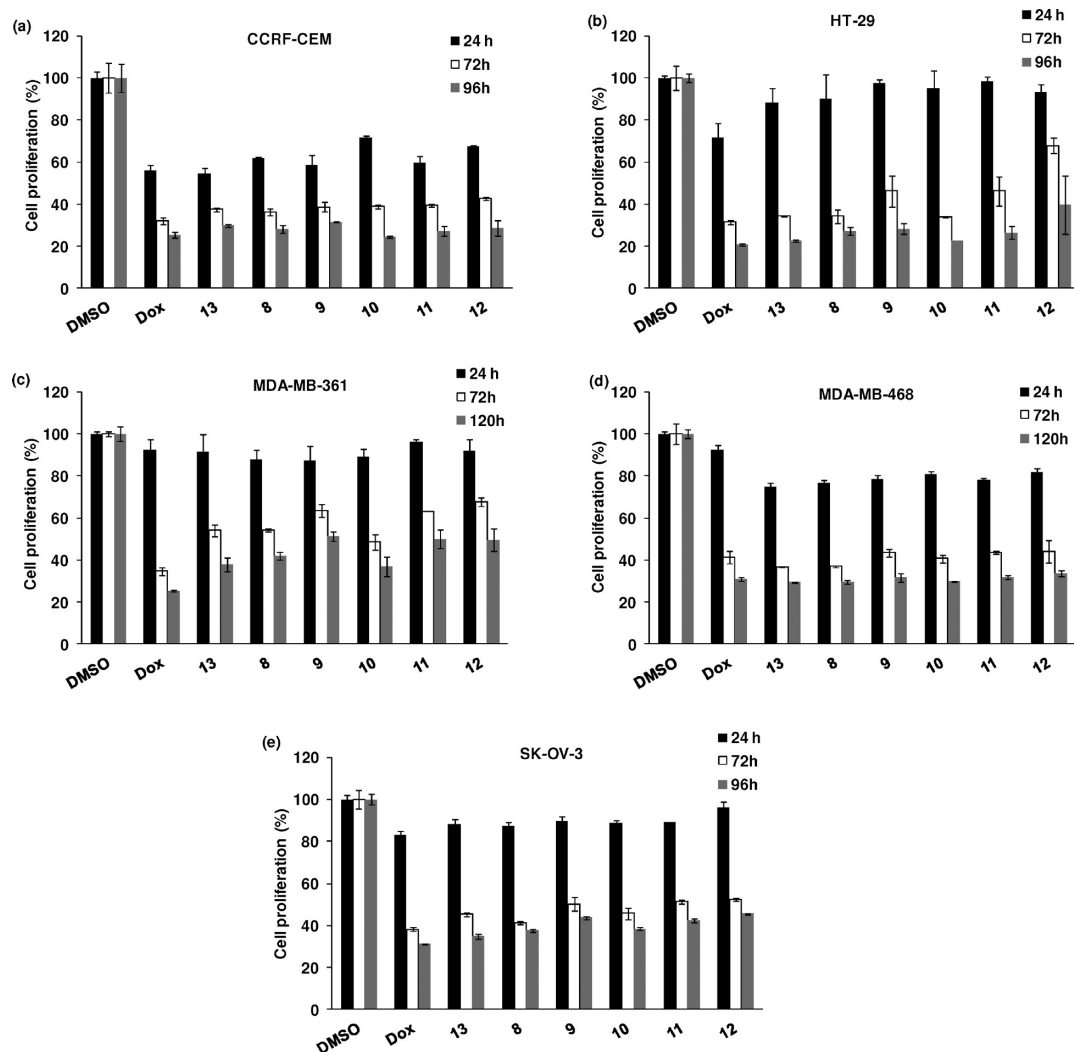 (a)
CCRF-CEM
24 h
72h
96h
Cell proliferation (%)
120
100
80
60
40
20
0
DMSO Dox 13 8 9 10 11 12
(b)
HT-29
24 h
72h
96h
Cell proliferation (%)
120
100
80
60
40
20
0
DMSO Dox 13 8 9 10 11 12
(c)
MDA-MB-361
24 h
72h
120h
Cell proliferation (%)
120
100
80
60
40
20
0
DMSO Dox 13 8 9 10 11 12
(d)
MDA-MB-468
24 h
72h
120h
Cell proliferation (%)
120
100
80
60
40
20
0
DMSO Dox 13 8 9 10 11 12
(e)
SK-OV-3
24 h
72h
96h
Cell proliferation (%)
120
100
80
60
40
20
0
DMSO Dox 13 8 9 10 11 12